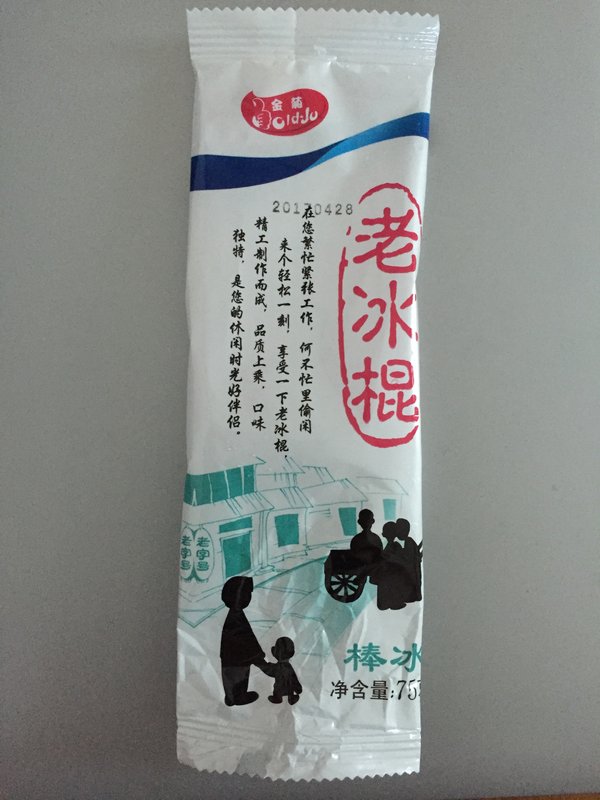 金菊
GoldJu
20170428
老冰棍
在您繁忙紧张工作，何不忙里偷闲
来个轻松一刻，享受一下老冰棍，
精工制作而成，品质上乘，口味
独特，是您的休闲时光好伴侣。
老字号
老字号
棒冰
净含量:75